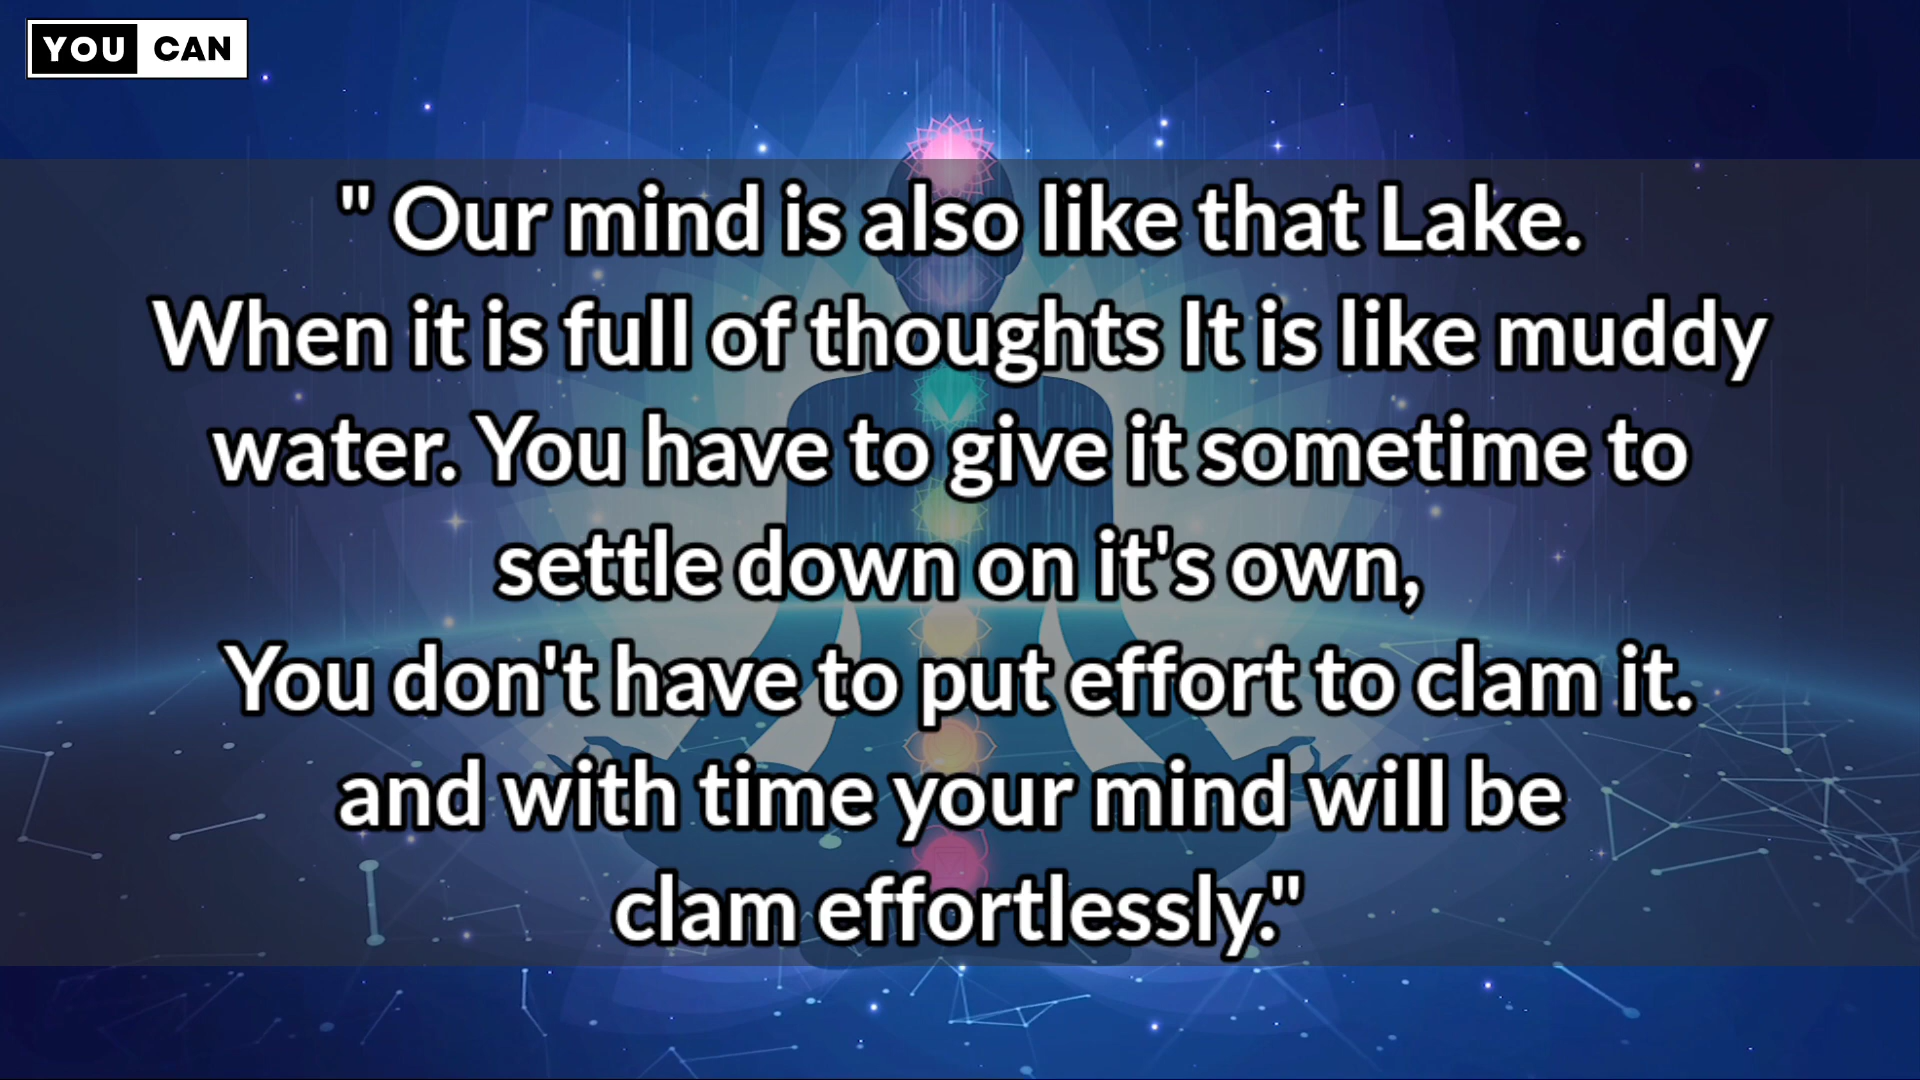 YOU CAN
" Our mind is also like that Lake.
When it is full of thoughts It is like muddy
water. You have to give it sometime to
settle down on it's own,
You don't have to put effort to clam it.
and with time your mind will be
clam effortlessly."